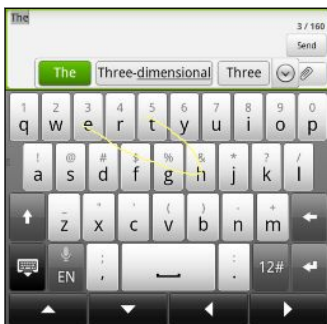 The
3 / 160
Send
The Three-dimensional Three
1 2 3 4 5 6 7 8 9 0
q w e r t y u i o p
! @ # $ % & * ? /
a s d f g h j k l
_ " ' ( ) - +
z x c v b n m
EN ; , : . 12#